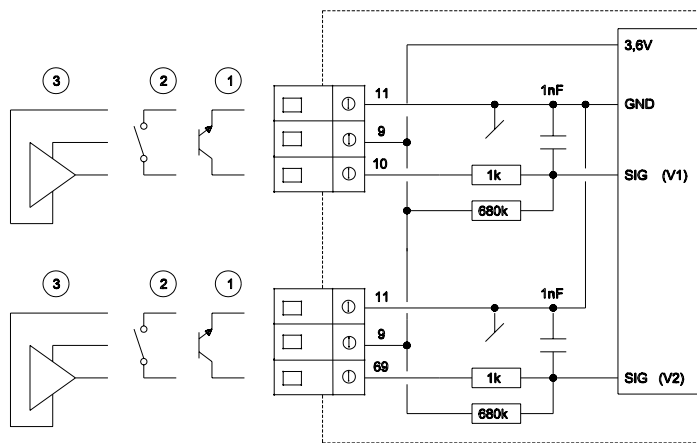 3,6V
3 2 1
11 1nF GND
9
10 1k SIG (V1)
680k
3 2 1
11 1nF
9
69 1k SIG (V2)
680k